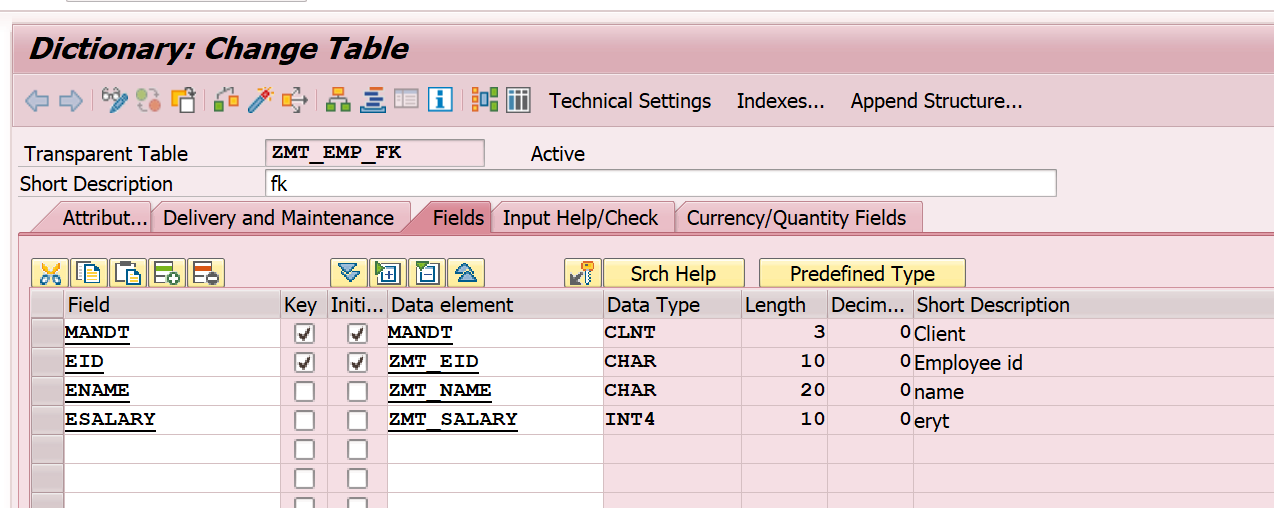 Dictionary: Change Table
Technical Settings Indexes... Append Structure...
Transparent Table ZMT_EMP_FK Active
Short Description fk
Attribut... Delivery and Maintenance Fields Input Help/Check Currency/Quantity Fields
Srch Help Predefined Type
Field Key Initi... Data element Data Type Length Decim... Short Description
MANDT MANDT CLNT 3 0 Client
EID ZMT_EID CHAR 10 0 Employee id
ENAME ZMT_NAME CHAR 20 0 name
ESALARY ZMT_SALARY INT4 10 0 eryt